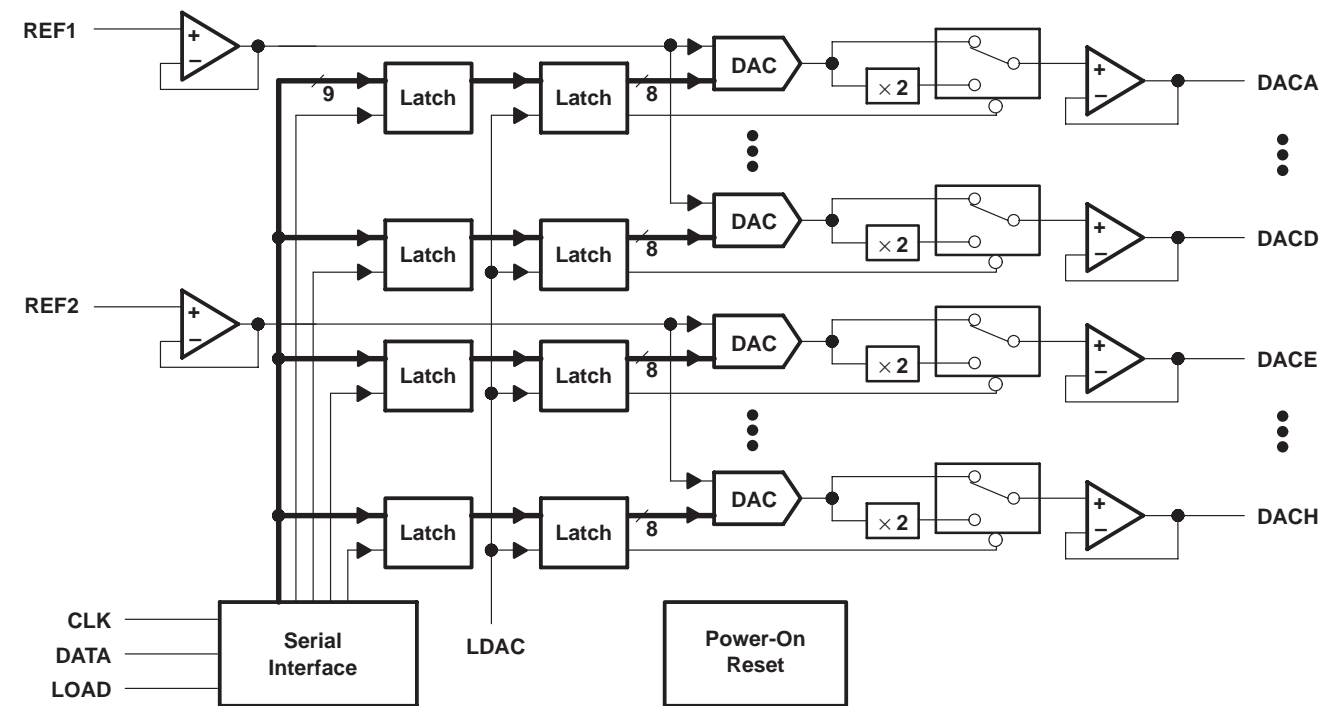 REF1
+
−
9
Latch
Latch
8
DAC
× 2
+
−
DACA
Latch
Latch
8
DAC
× 2
+
−
DACD
REF2
+
−
Latch
Latch
8
DAC
× 2
+
−
DACE
Latch
Latch
8
DAC
× 2
+
−
DACH
CLK
DATA
LOAD
Serial
Interface
LDAC
Power-On
Reset